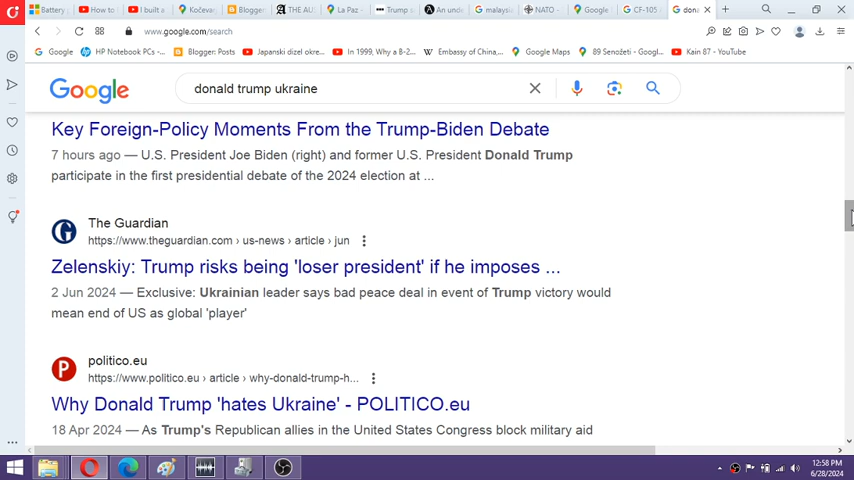 Battery
How to
I built a
Kočevar
Blogger
THE AUT
La Paz -
Trump s
An unde
malaysia
NATO -
Google
CF-105
dona
www.google.com/search
Google
HP Notebook PCs -...
Blogger: Posts
Japanski dizel okre...
In 1999, Why a B-2...
Embassy of China,...
Google Maps
89 Senožeti - Googl...
Kain 87 - YouTube
Google
donald trump ukraine
Key Foreign-Policy Moments From the Trump-Biden Debate
7 hours ago — U.S. President Joe Biden (right) and former U.S. President Donald Trump
participate in the first presidential debate of the 2024 election at ...
The Guardian
https://www.theguardian.com › us-news › article › jun
Zelenskiy: Trump risks being 'loser president' if he imposes ...
2 Jun 2024 — Exclusive: Ukrainian leader says bad peace deal in event of Trump victory would
mean end of US as global 'player'
politico.eu
https://www.politico.eu › article › why-donald-trump-h...
Why Donald Trump 'hates Ukraine' - POLITICO.eu
18 Apr 2024 — As Trump's Republican allies in the United States Congress block military aid
12:58 PM
6/28/2024